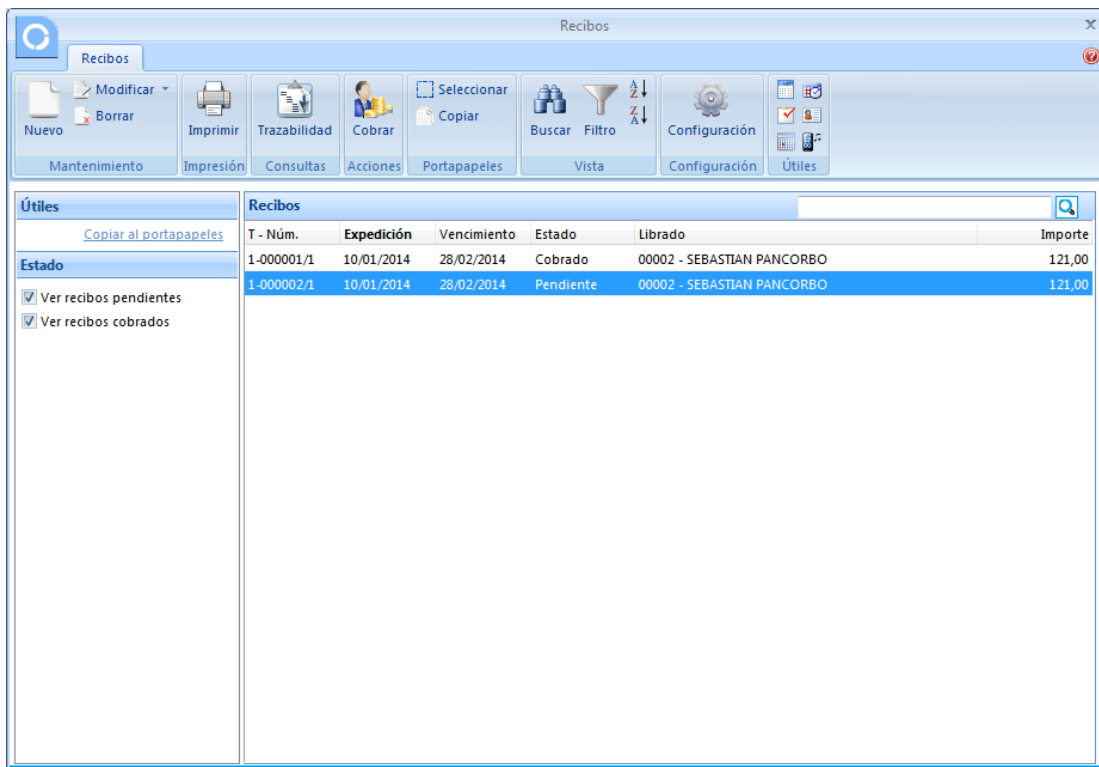 Recibos
Recibos
Nuevo
Modificar
Borrar
Mantenimiento
Imprimir
Impresión
Trazabilidad
Consultas
Cobrar
Acciones
Seleccionar
Copiar
Portapapeles
Buscar
Filtro
Vista
Configuración
Configuración
Útiles
Útiles
Copiar al portapapeles
Estado
Ver recibos pendientes
Ver recibos cobrados
Recibos
T - Núm. Expedición Vencimiento Estado Librado Importe
1-000001/1 10/01/2014 28/02/2014 Cobrado 00002 - SEBASTIAN PANCORBO 121,00
1-000002/1 10/01/2014 28/02/2014 Pendiente 00002 - SEBASTIAN PANCORBO 121,00